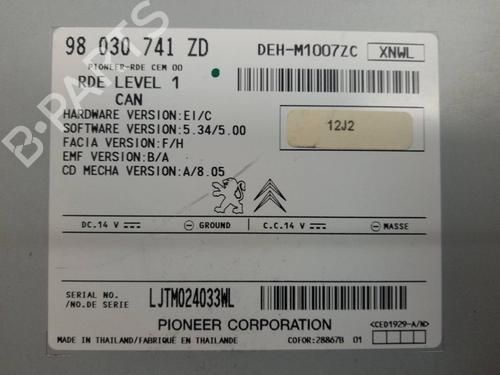 98 030 741 ZD DEH-M1007ZC XNWL
PIONEER-RDE CEM 00
RDE LEVEL 1
CAN
HARDWARE VERSION:EI/C
SOFTWARE VERSION:5.34/5.00
FACIA VERSION:F/H
EMF VERSION:B/A
CD MECHA VERSION:A/8.05
12J2
DC.14 V GROUND C.C.14 V MASSE
SERIAL NO.
/NO.DE SERIE
LJTM024033WL
PIONEER CORPORATION
<CED1929-A/N>
MADE IN THAILAND/FABRIQUÉ EN THAILANDE
COFOR:28867B 01
B-PARTS